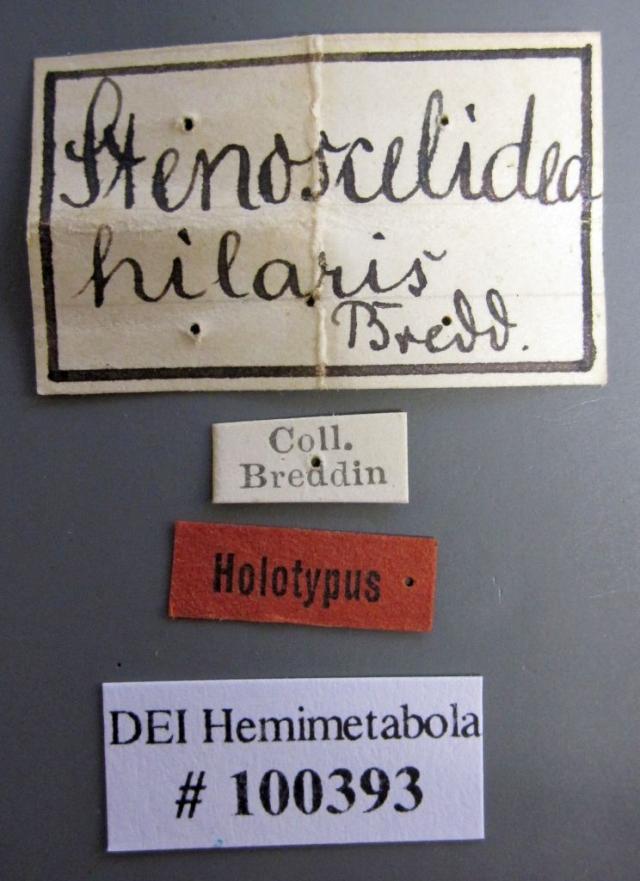 Stenoscelidea
hilaris
Bredd.
Coll.
Breddin
Holotypus
DEI Hemimetabola
# 100393